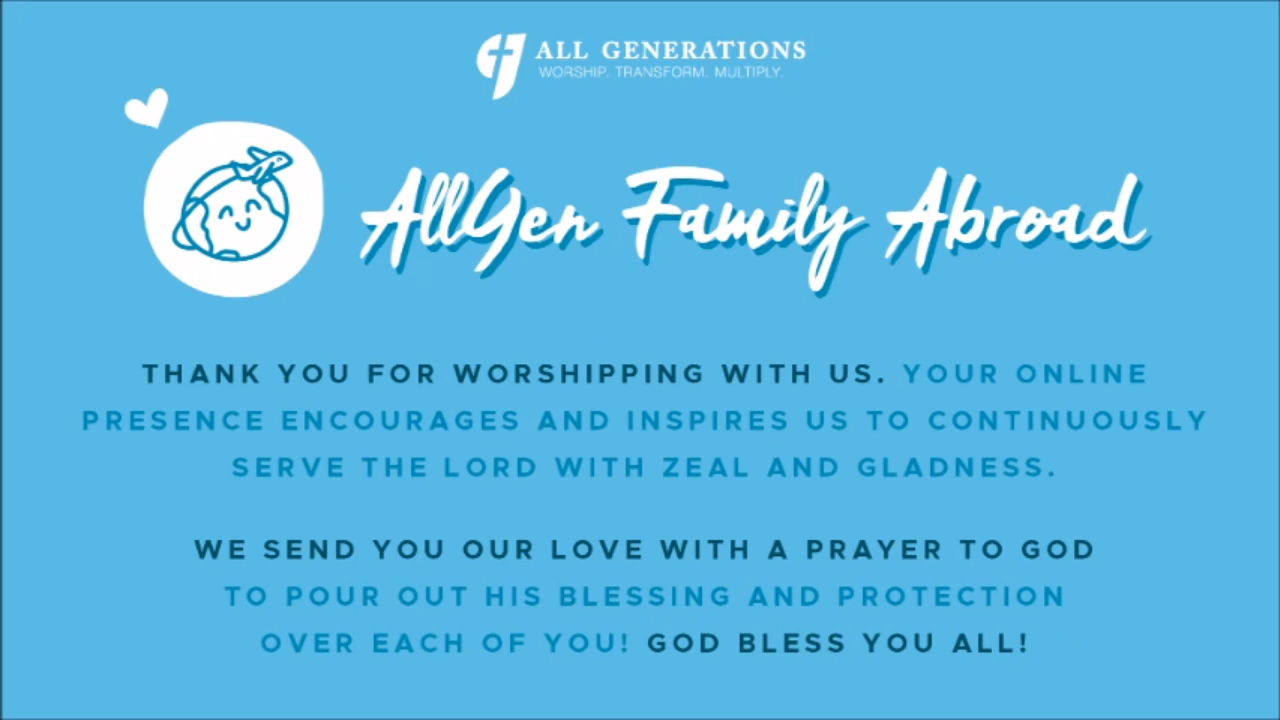 ALL GENERATIONS
WORSHIP. TRANSFORM. MULTIPLY.
AllGen Family Abroad
THANK YOU FOR WORSHIPPING WITH US. YOUR ONLINE
PRESENCE ENCOURAGES AND INSPIRES US TO CONTINUOUSLY
SERVE THE LORD WITH ZEAL AND GLADNESS.
WE SEND YOU OUR LOVE WITH A PRAYER TO GOD
TO POUR OUT HIS BLESSING AND PROTECTION
OVER EACH OF YOU! GOD BLESS YOU ALL!